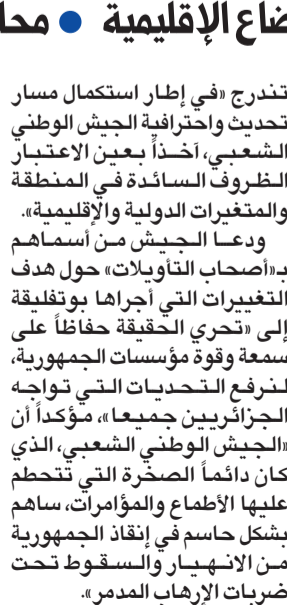 ضاع الإقليمية ● محا
تندرج «في إطار استكمال مسار
تحديث واحترافية الجيش الوطني
الشعبي، آخذاً بعين الاعتبار
الظروف السائدة في المنطقة
والمتغيرات الدولية والإقليمية».
ودعا الجيش من أسماهم
بـ«أصحاب التأويلات» حول هدف
التغييرات التي أجراها بوتفليقة
إلى «تحري الحقيقة حفاظاً على
سمعة وقوة مؤسسات الجمهورية،
لنرفع التحديات التي تواجه
الجزائريين جميعا»، مؤكداً أن
«الجيش الوطني الشعبي، الذي
كان دائماً الصخرة التي تتحطم
عليها الأطماع والمؤامرات، ساهم
بشكل حاسم في إنقاذ الجمهورية
من الانهيار والسقوط تحت
ضربات الإرهاب المدمر».